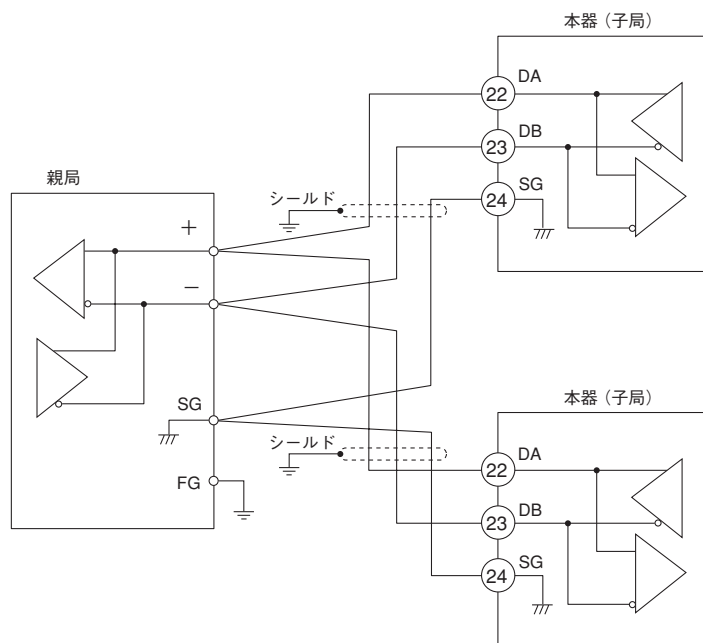 本器（子局）
22 DA
23 DB
24 SG
シールド
親局
＋
－
SG
FG
シールド
本器（子局）
22 DA
23 DB
24 SG